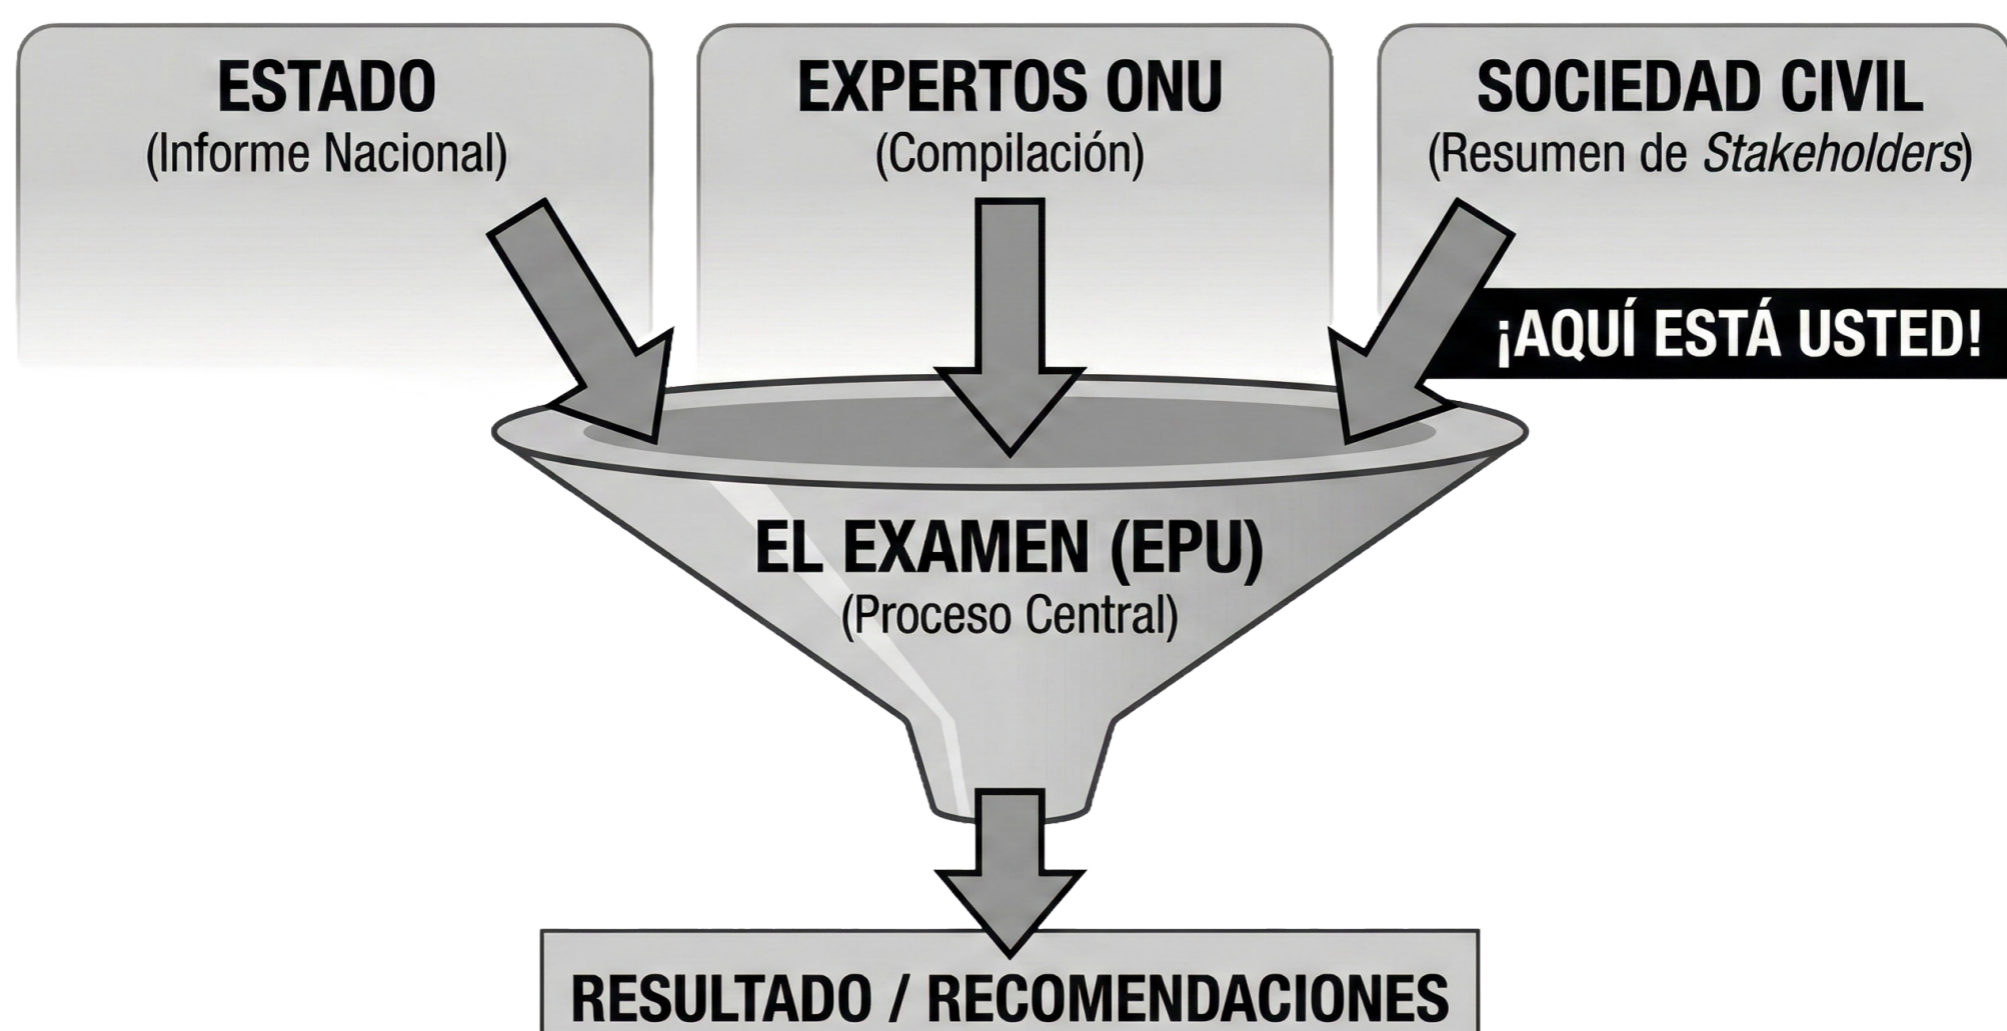 ESTADO
(Informe Nacional)
EXPERTOS ONU
(Compilación)
SOCIEDAD CIVIL
(Resumen de Stakeholders)
¡AQUÍ ESTÁ USTED!
EL EXAMEN (EPU)
(Proceso Central)
RESULTADO / RECOMENDACIONES